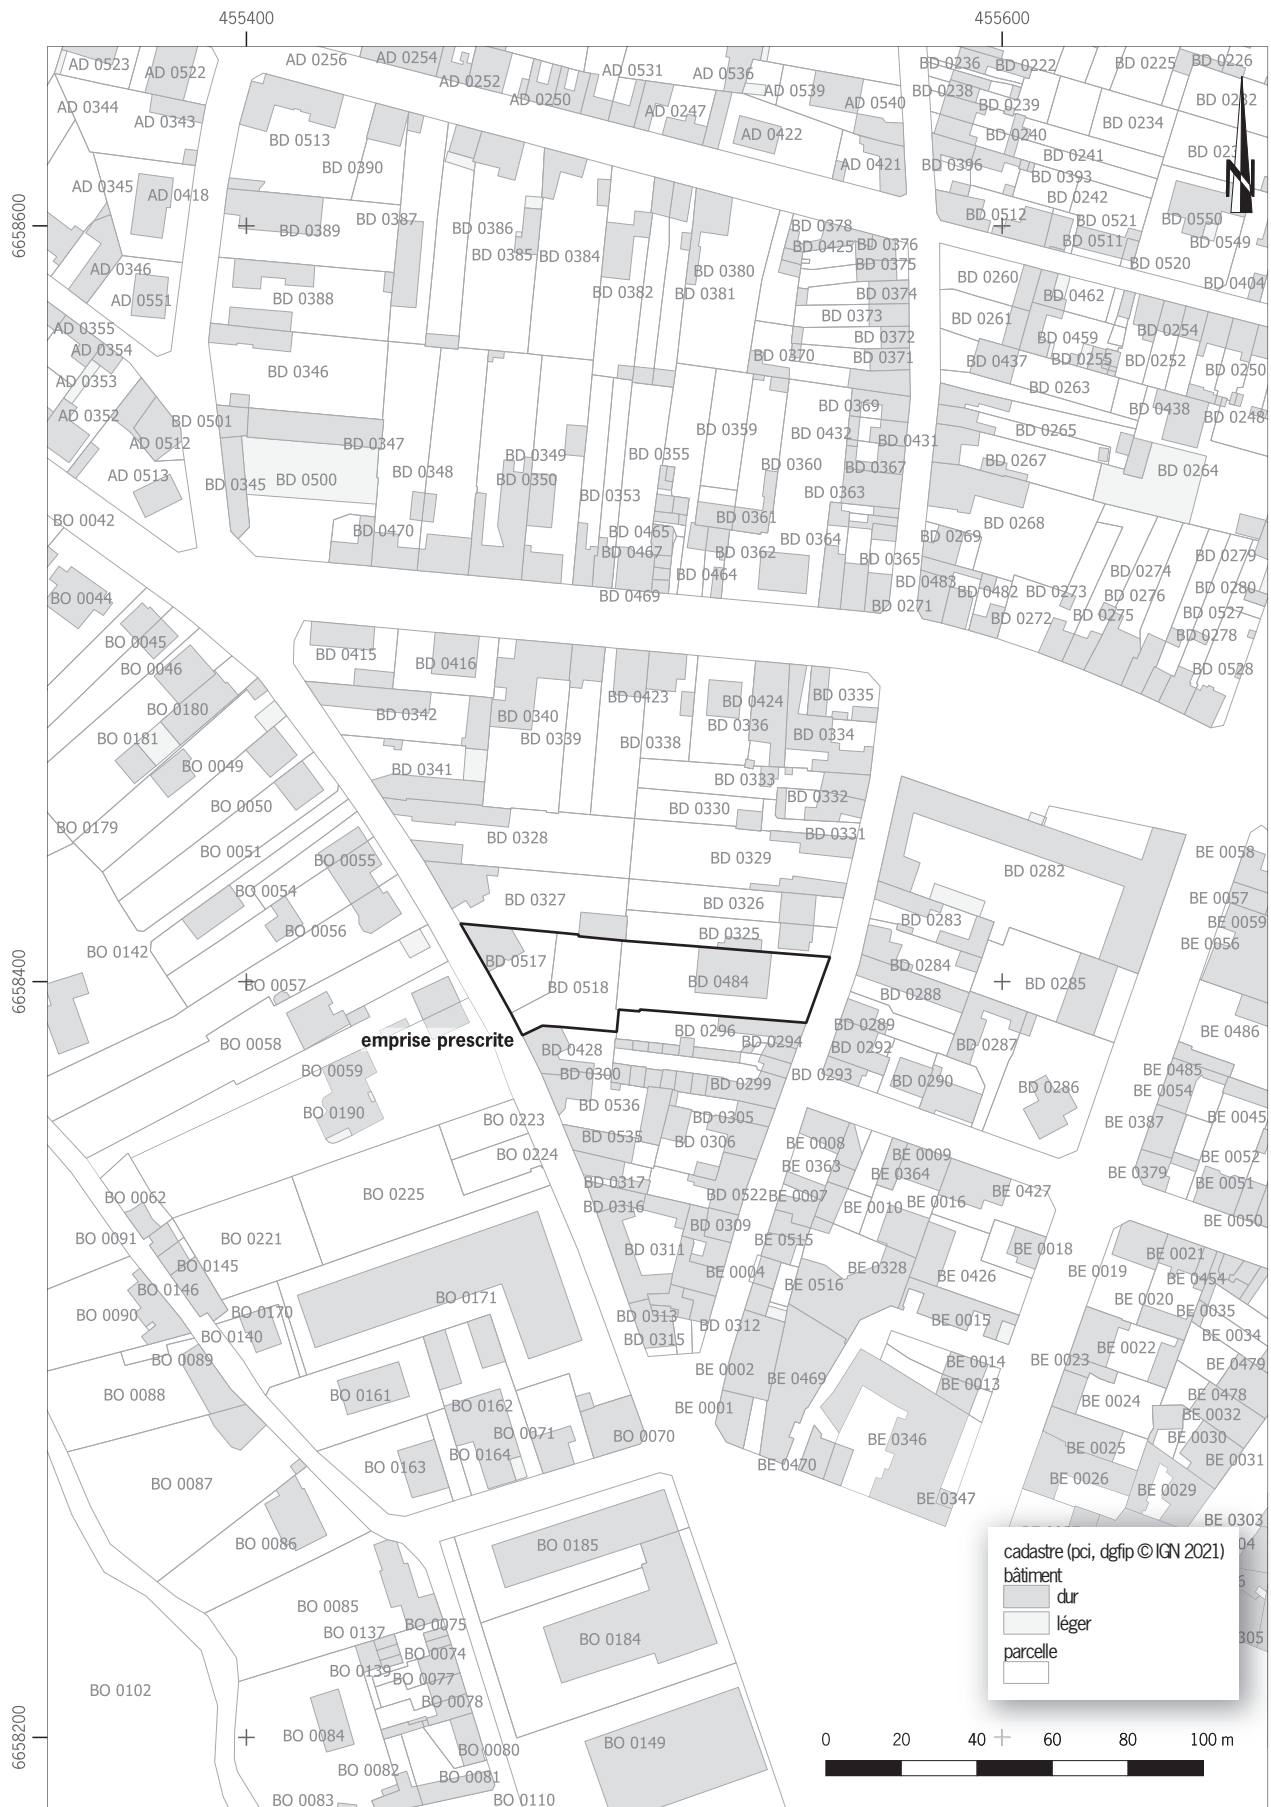 455400
455600
AD 0523
AD 0522
AD 0256
AD 0254
AD 0252
AD 0250
AD 0531
AD 0536
AD 0539
AD 0540
BD 0236
BD 0222
BD 0225
BD 0226
AD 0344
AD 0343
AD 0247
AD 0422
BD 0238
BD 0239
BD 0240
BD 0234
BD 0232
BD 0513
BD 0390
AD 0421
BD 0396
BD 0241
BD 0393
BD 0242
AD 0345
AD 0418
BD 0389
BD 0387
BD 0386
BD 0385
BD 0384
BD 0378
BD 0425
BD 0376
BD 0375
BD 0512
BD 0521
BD 0511
BD 0550
BD 0549
BD 0520
BD 0404
6658600
AD 0346
AD 0551
BD 0388
BD 0382
BD 0381
BD 0380
BD 0374
BD 0373
BD 0372
BD 0371
BD 0370
BD 0260
BD 0261
BD 0462
BD 0459
BD 0437
BD 0255
BD 0254
BD 0252
BD 0250
BD 0263
AD 0355
AD 0354
AD 0353
AD 0352
AD 0512
AD 0513
BD 0346
BD 0501
BD 0347
BD 0345
BD 0500
BD 0348
BD 0349
BD 0350
BD 0353
BD 0355
BD 0359
BD 0360
BD 0369
BD 0432
BD 0431
BD 0367
BD 0363
BD 0265
BD 0267
BD 0438
BD 0248
BD 0264
BO 0042
BD 0470
BD 0465
BD 0467
BD 0464
BD 0469
BD 0361
BD 0362
BD 0364
BD 0365
BD 0483
BD 0271
BD 0268
BD 0269
BD 0482
BD 0272
BD 0273
BD 0274
BD 0276
BD 0275
BD 0279
BD 0280
BD 0527
BD 0278
BD 0528
BO 0044
BO 0045
BO 0046
BO 0180
BO 0181
BO 0049
BO 0050
BO 0179
BO 0051
BO 0054
BO 0055
BO 0056
BO 0142
BO 0057
BO 0058
BO 0059
BO 0190
BD 0415
BD 0416
BD 0342
BD 0341
BD 0340
BD 0339
BD 0423
BD 0338
BD 0424
BD 0336
BD 0335
BD 0334
BD 0333
BD 0332
BD 0330
BD 0331
BD 0328
BD 0329
BD 0327
BD 0326
BD 0325
BD 0282
BD 0283
BD 0284
BD 0285
BD 0288
BE 0058
BE 0057
BE 0059
BE 0056
6658400
BD 0517
BD 0518
BD 0484
emprise prescrite
BD 0296
BD 0294
BD 0289
BD 0292
BD 0293
BD 0290
BD 0287
BD 0286
BE 0486
BE 0485
BE 0054
BE 0387
BE 0045
BE 0052
BE 0379
BE 0051
BE 0050
BD 0428
BD 0300
BD 0299
BD 0536
BD 0305
BD 0535
BD 0306
BD 0317
BD 0316
BD 0522
BD 0309
BD 0311
BD 0313
BD 0315
BD 0312
BE 0008
BE 0363
BE 0007
BE 0009
BE 0364
BE 0010
BE 0016
BE 0427
BE 0515
BE 0004
BE 0516
BE 0328
BE 0426
BE 0018
BE 0019
BE 0015
BE 0014
BE 0013
BE 0002
BE 0001
BE 0469
BE 0470
BE 0346
BE 0347
BE 0021
BE 0454
BE 0020
BE 0035
BE 0034
BE 0023
BE 0022
BE 0479
BE 0478
BE 0024
BE 0032
BE 0030
BE 0025
BE 0031
BE 0026
BE 0029
BE 0303
BO 0223
BO 0224
BO 0225
BO 0062
BO 0091
BO 0221
BO 0145
BO 0146
BO 0090
BO 0170
BO 0140
BO 0171
BO 0089
BO 0088
BO 0161
BO 0162
BO 0071
BO 0070
BO 0164
BO 0163
BO 0087
BO 0086
BO 0185
BO 0184
BO 0085
BO 0137
BO 0075
BO 0074
BO 0139
BO 0077
BO 0078
BO 0102
BO 0084
BO 0080
BO 0082
BO 0081
BO 0083
BO 0110
BO 0149
6658200
cadastre (pci, dgfip © IGN 2021)
bâtiment
dur
léger
parcelle
0 20 40 60 80 100 m
N